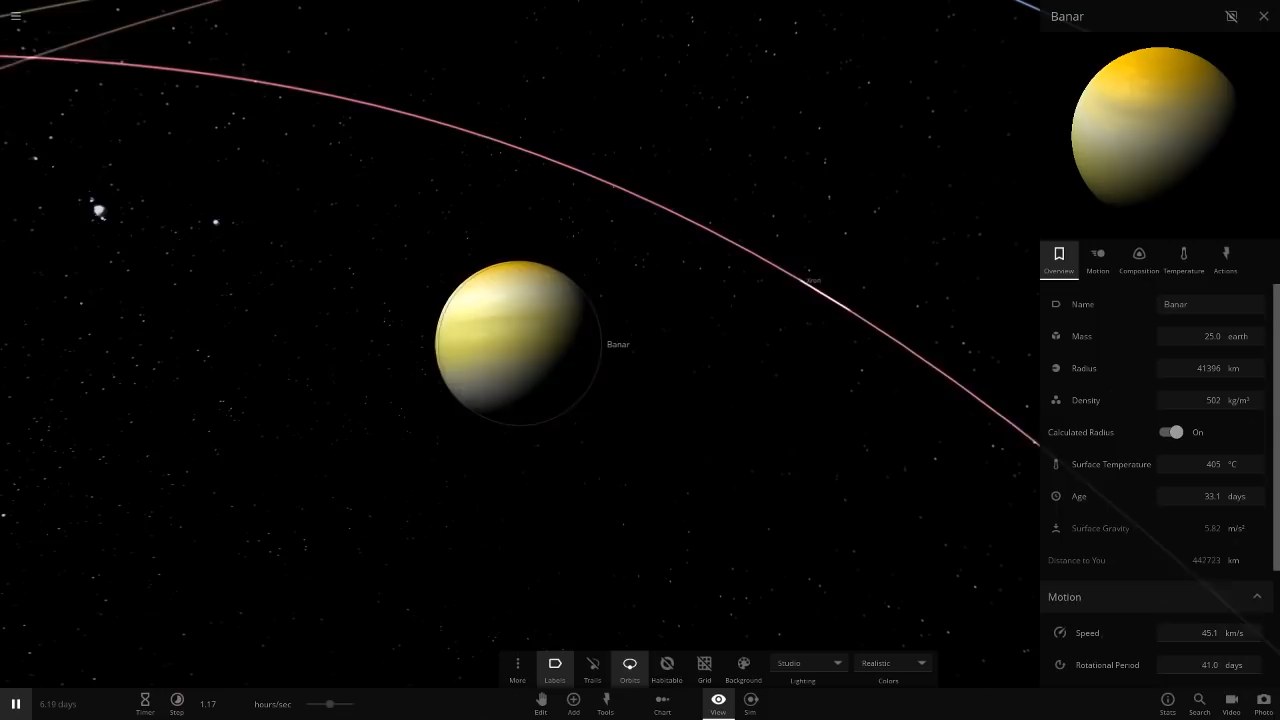 Banar
Banar
Overview
Motion
Composition
Temperature
Actions
Name Banar
Mass 25.0 earth
Radius 41396 km
Density 502 kg/m³
Calculated Radius On
Surface Temperature 405 °C
Age 33.1 days
Surface Gravity 5.82 m/s²
Distance to You 442723 km
Motion
Speed 45.1 km/s
Rotational Period 41.0 days
More
Labels
Trails
Orbits
Habitable
Grid
Background
Studio
Lighting
Realistic
Colors
6.19 days
Timer
Step
1.17 hours/sec
Edit
Add
Tools
Chart
View
Sim
Stats
Search
Video
Photo